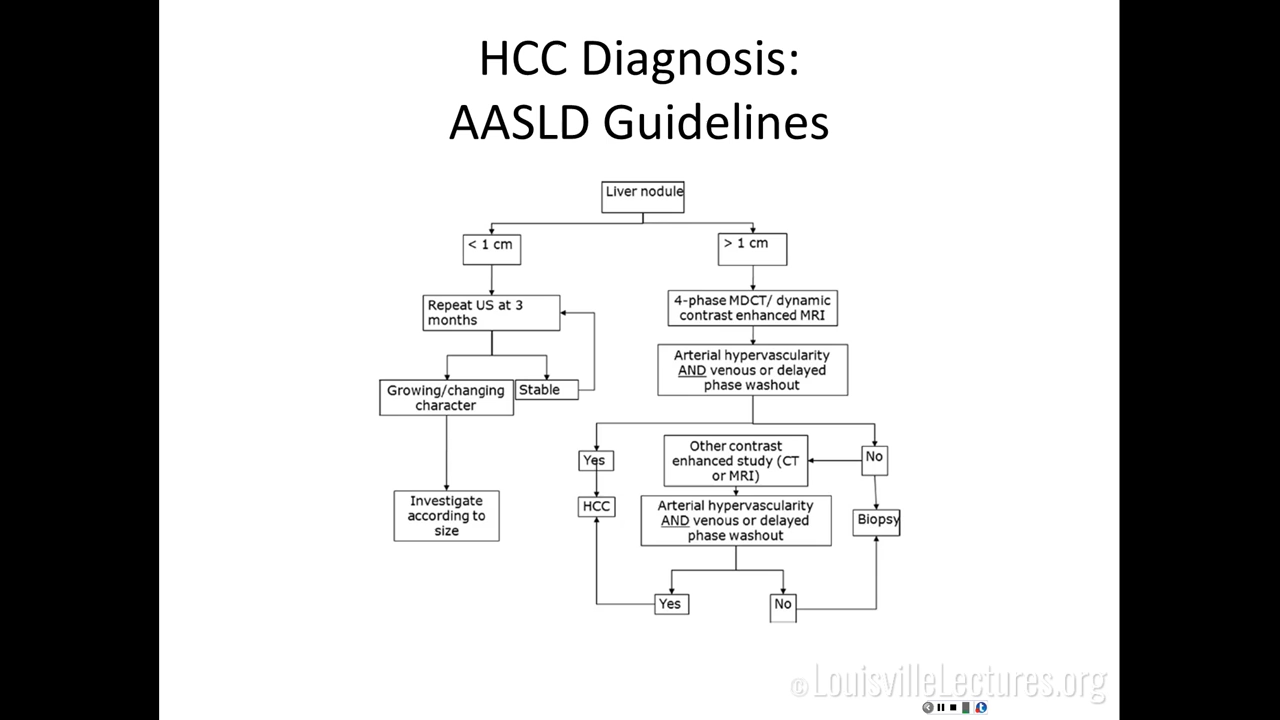 HCC Diagnosis:
AASLD Guidelines
Liver nodule
< 1 cm
> 1 cm
Repeat US at 3
months
4-phase MDCT/ dynamic
contrast enhanced MRI
Arterial hypervascularity
AND venous or delayed
phase washout
Growing/changing
character
Stable
Yes
Other contrast
enhanced study (CT
or MRI)
No
Investigate
according to
size
HCC
Arterial hypervascularity
AND venous or delayed
phase washout
Biopsy
Yes
No
©LouisvilleLectures.org